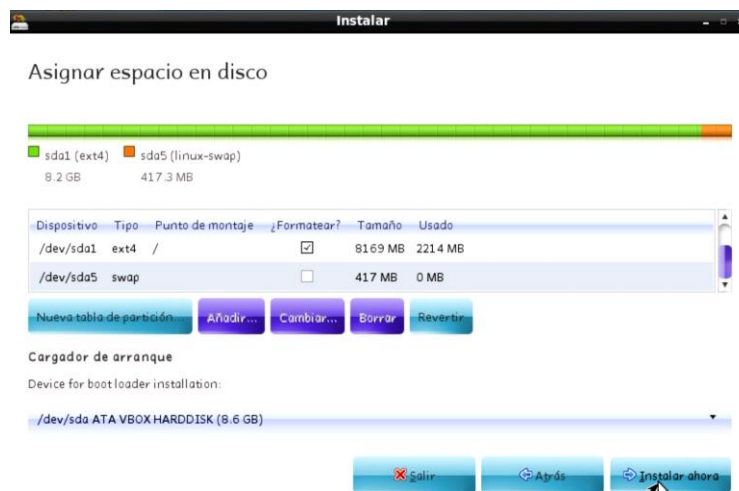 Instalar
Asignar espacio en disco
sda1 (ext4) sda5 (linux-swap)
8.2 GB 417.3 MB
Dispositivo Tipo Punto de montaje ¿Formatear? Tamaño Usado
/dev/sda1 ext4 / 8169 MB 2214 MB
/dev/sda5 swap 417 MB 0 MB
Nueva tabla de partición... Añadir... Cambiar... Borrar Revertir
Cargador de arranque
Device for boot loader installation:
/dev/sda ATA VBOX HARDDISK (8.6 GB)
Salir Atrás Instalar ahora